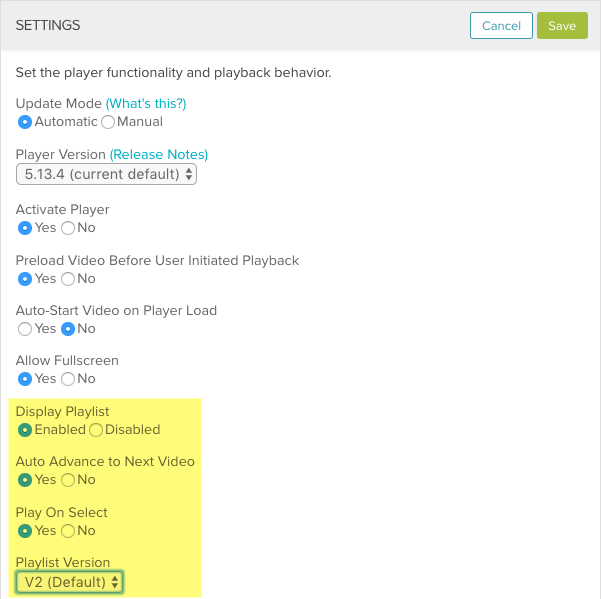 SETTINGS Cancel Save
Set the player functionality and playback behavior.
Update Mode (What's this?)
Automatic Manual
Player Version (Release Notes)
5.13.4 (current default)
Activate Player
Yes No
Preload Video Before User Initiated Playback
Yes No
Auto-Start Video on Player Load
Yes No
Allow Fullscreen
Yes No
Display Playlist
Enabled Disabled
Auto Advance to Next Video
Yes No
Play On Select
Yes No
Playlist Version
V2 (Default)